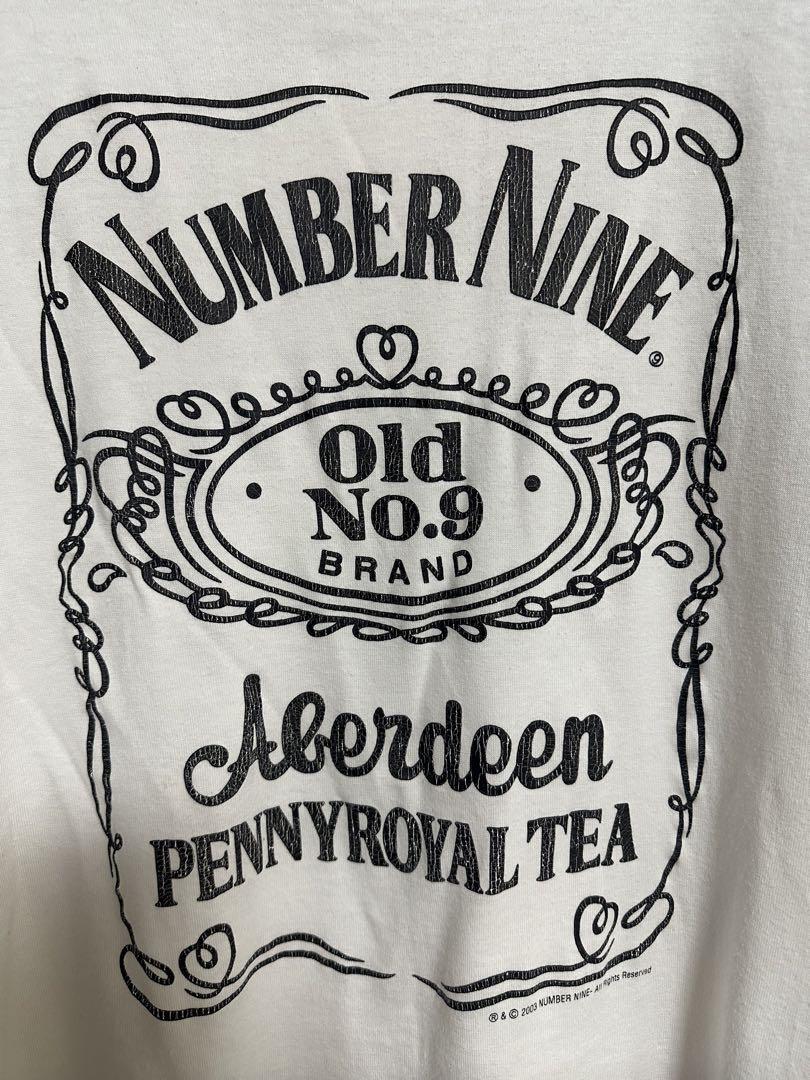 NUMBER NINE
Old
No.9
BRAND
Aberdeen
PENNYROYAL TEA
® & © 2003 NUMBER NINE- All Rights Reserved